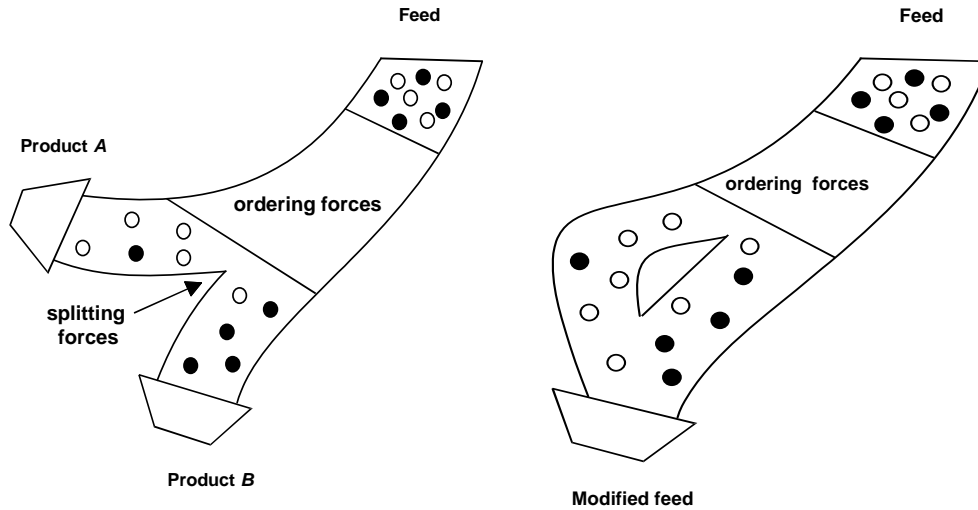 Feed
Feed
Product A
ordering forces
ordering forces
splitting
forces
Product B
Modified feed